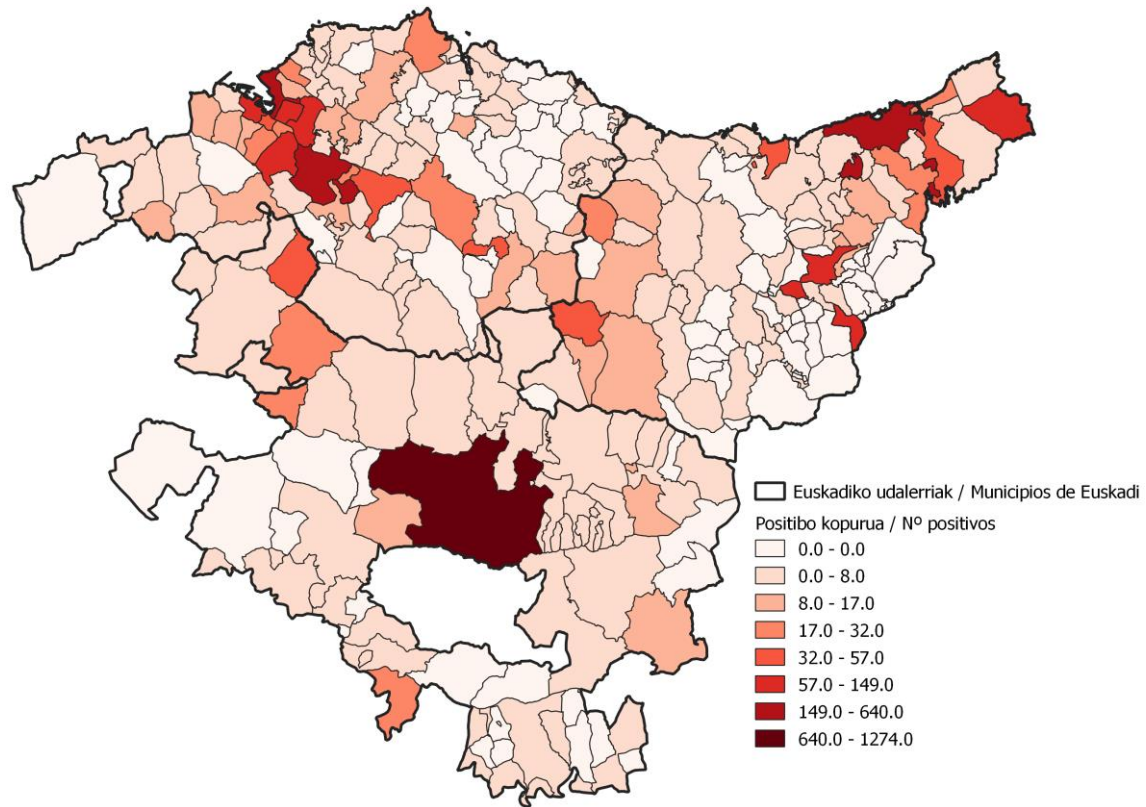 Euskadiko udalerriak / Municipios de Euskadi
Positibo kopurua / Nº positivos
0.0 - 0.0
0.0 - 8.0
8.0 - 17.0
17.0 - 32.0
32.0 - 57.0
57.0 - 149.0
149.0 - 640.0
640.0 - 1274.0